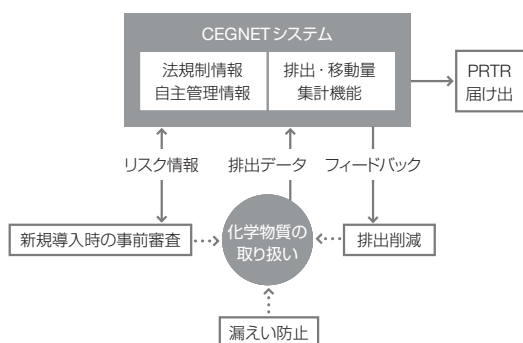 CEGNETシステム
法規制情報
自主管理情報
排出・移動量
集計機能
PRTR
届け出
リスク情報
排出データ
フィードバック
新規導入時の事前審査
化学物質の
取り扱い
排出削減
漏えい防止